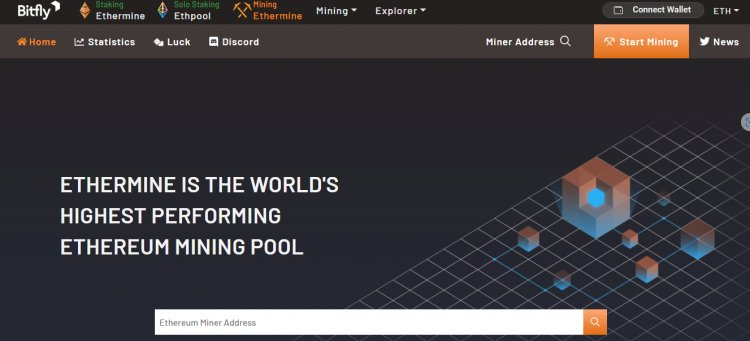 Bitfly
Staking
Ethermine
Solo Staking
Ethpool
Mining
Ethermine
Mining
Explorer
Connect Wallet
ETH
Home
Statistics
Luck
Discord
Miner Address
Start Mining
News
ETHERMINE IS THE WORLD'S
HIGHEST PERFORMING
ETHEREUM MINING POOL
Ethereum Miner Address